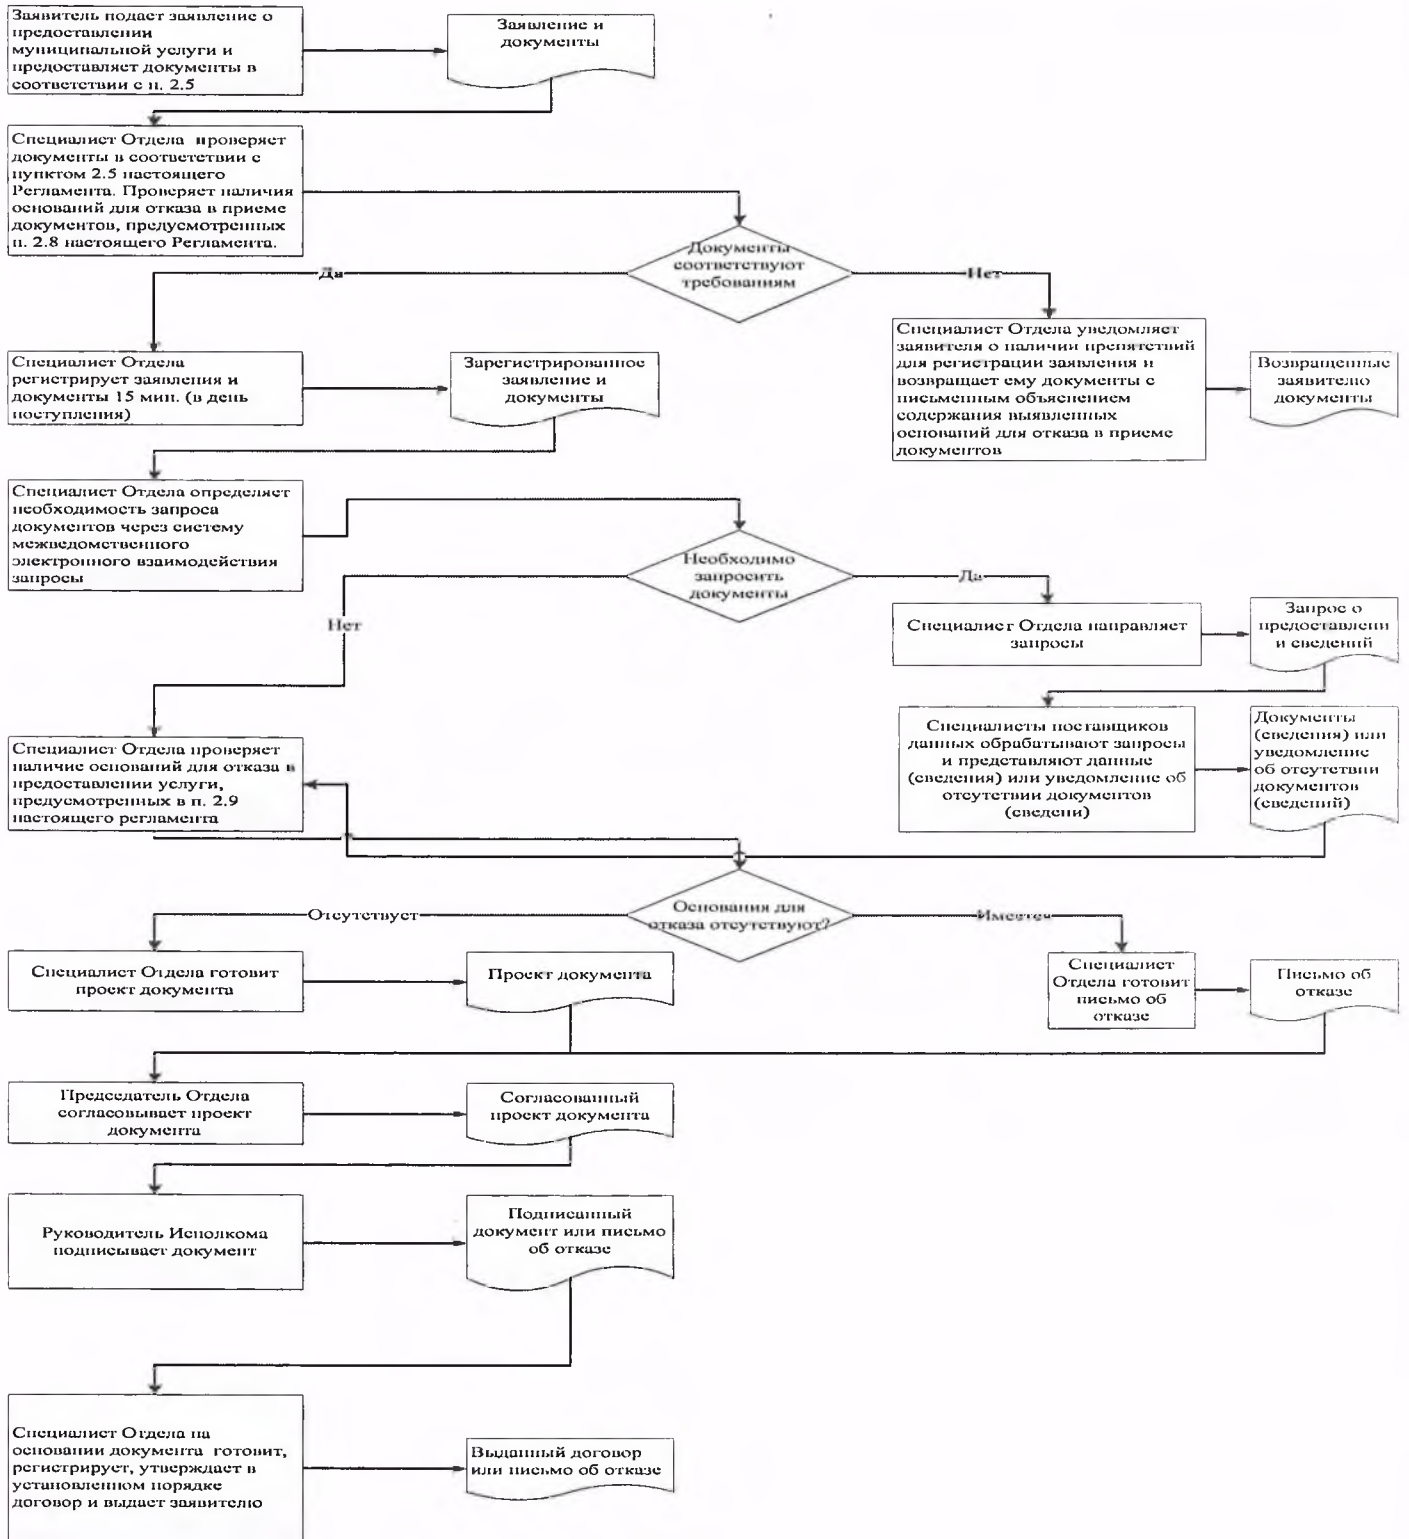 Заявитель подает заявление о
предоставлении
муниципальной услуги и
предоставляет документы в
соответствии с п. 2.5
Заявление и
документы
Специалист Отдела проверяет
документы в соответствии с
пунктом 2.5 настоящего
Регламента. Проверяет наличия
оснований для отказа в приеме
документов, предусмотренных
п. 2.8 настоящего Регламента.
Документы
соответствуют
требованиям
Да
Нет
Специалист Отдела
регистрирует заявления и
документы 15 мин. (в день
поступления)
Зарегистрированное
заявление и
документы
Специалист Отдела уведомляет
заявителя о наличии препятствий
для регистрации заявления и
возвращает ему документы с
письменным объяснением
содержания выявленных
оснований для отказа в приеме
документов
Возвращенные
заявителю
документы
Специалист Отдела определяет
необходимость запроса
документов через систему
межведомственного
электронного взаимодействия
запросы
Необходимо
запросить
документы
Да
Нет
Специалист Отдела направляет
запросы
Запрос о
предоставлени
и сведений
Специалисты поставщиков
данных обрабатывают запросы
и представляют данные
(сведения) или уведомление об
отсутствии документов
(сведени)
Документы
(сведения) или
уведомление
об отсутствии
документов
(сведений)
Специалист Отдела проверяет
наличие оснований для отказа в
предоставлении услуги,
предусмотренных в п. 2.9
настоящего регламента
Основания для
отказа отсутствуют?
Отсутствует
Имеется
Специалист Отдела готовит
проект документа
Проект документа
Специалист
Отдела готовит
письмо об
отказе
Письмо об
отказе
Председатель Отдела
согласовывает проект
документа
Согласованный
проект документа
Руководитель Исполкома
подписывает документ
Подписанный
документ или письмо
об отказе
Специалист Отдела на
основании документа готовит,
регистрирует, утверждает в
установленном порядке
договор и выдает заявителю
Выданный договор
или письмо об отказе